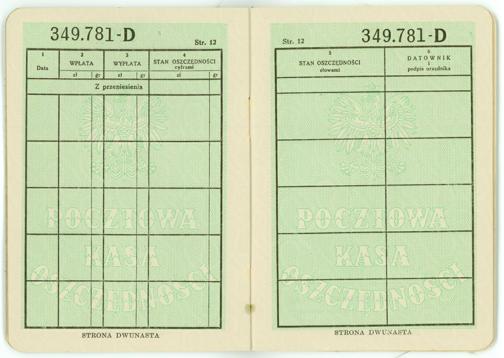 349.781-D
Str. 12
1
Data
2
WPŁATA
zł gr
3
WYPŁATA
zł gr
4
STAN OSZCZĘDNOŚCI
cyframi
zł gr
Z przeniesienia
POCZTOWA
KASA
OSZCZĘDNOŚCI
STRONA DWUNASTA
349.781-D
Str. 12
5
STAN OSZCZĘDNOŚCI
słowami
6
DATOWNIK
i
podpis urzędnika
POCZTOWA
KASA
OSZCZĘDNOŚCI
STRONA DWUNASTA